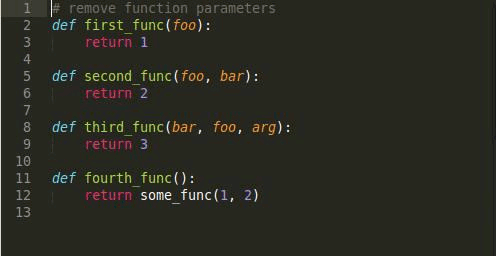 1 # remove function parameters
2 def first_func(foo):
3     return 1
4
5 def second_func(foo, bar):
6     return 2
7
8 def third_func(bar, foo, arg):
9     return 3
10
11 def fourth_func():
12     return some_func(1, 2)
13